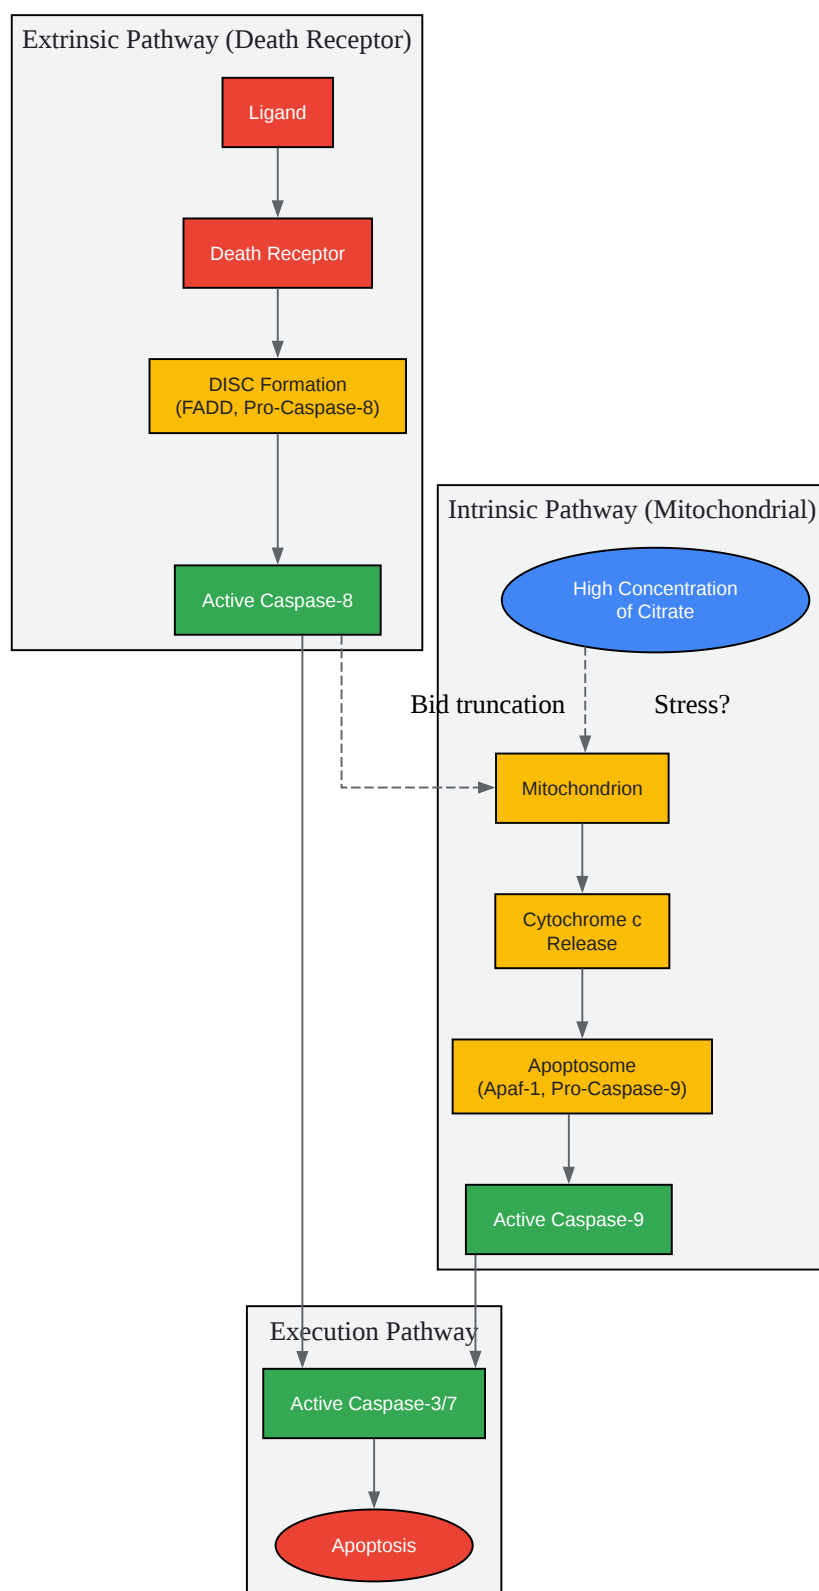 Extrinsic Pathway (Death Receptor)
Ligand
Death Receptor
DISC Formation
(FADD, Pro-Caspase-8)
Active Caspase-8
Intrinsic Pathway (Mitochondrial)
High Concentration
of Citrate
Bid truncation
Stress?
Mitochondrion
Cytochrome c
Release
Apoptosome
(Apaf-1, Pro-Caspase-9)
Active Caspase-9
Execution Pathway
Active Caspase-3/7
Apoptosis